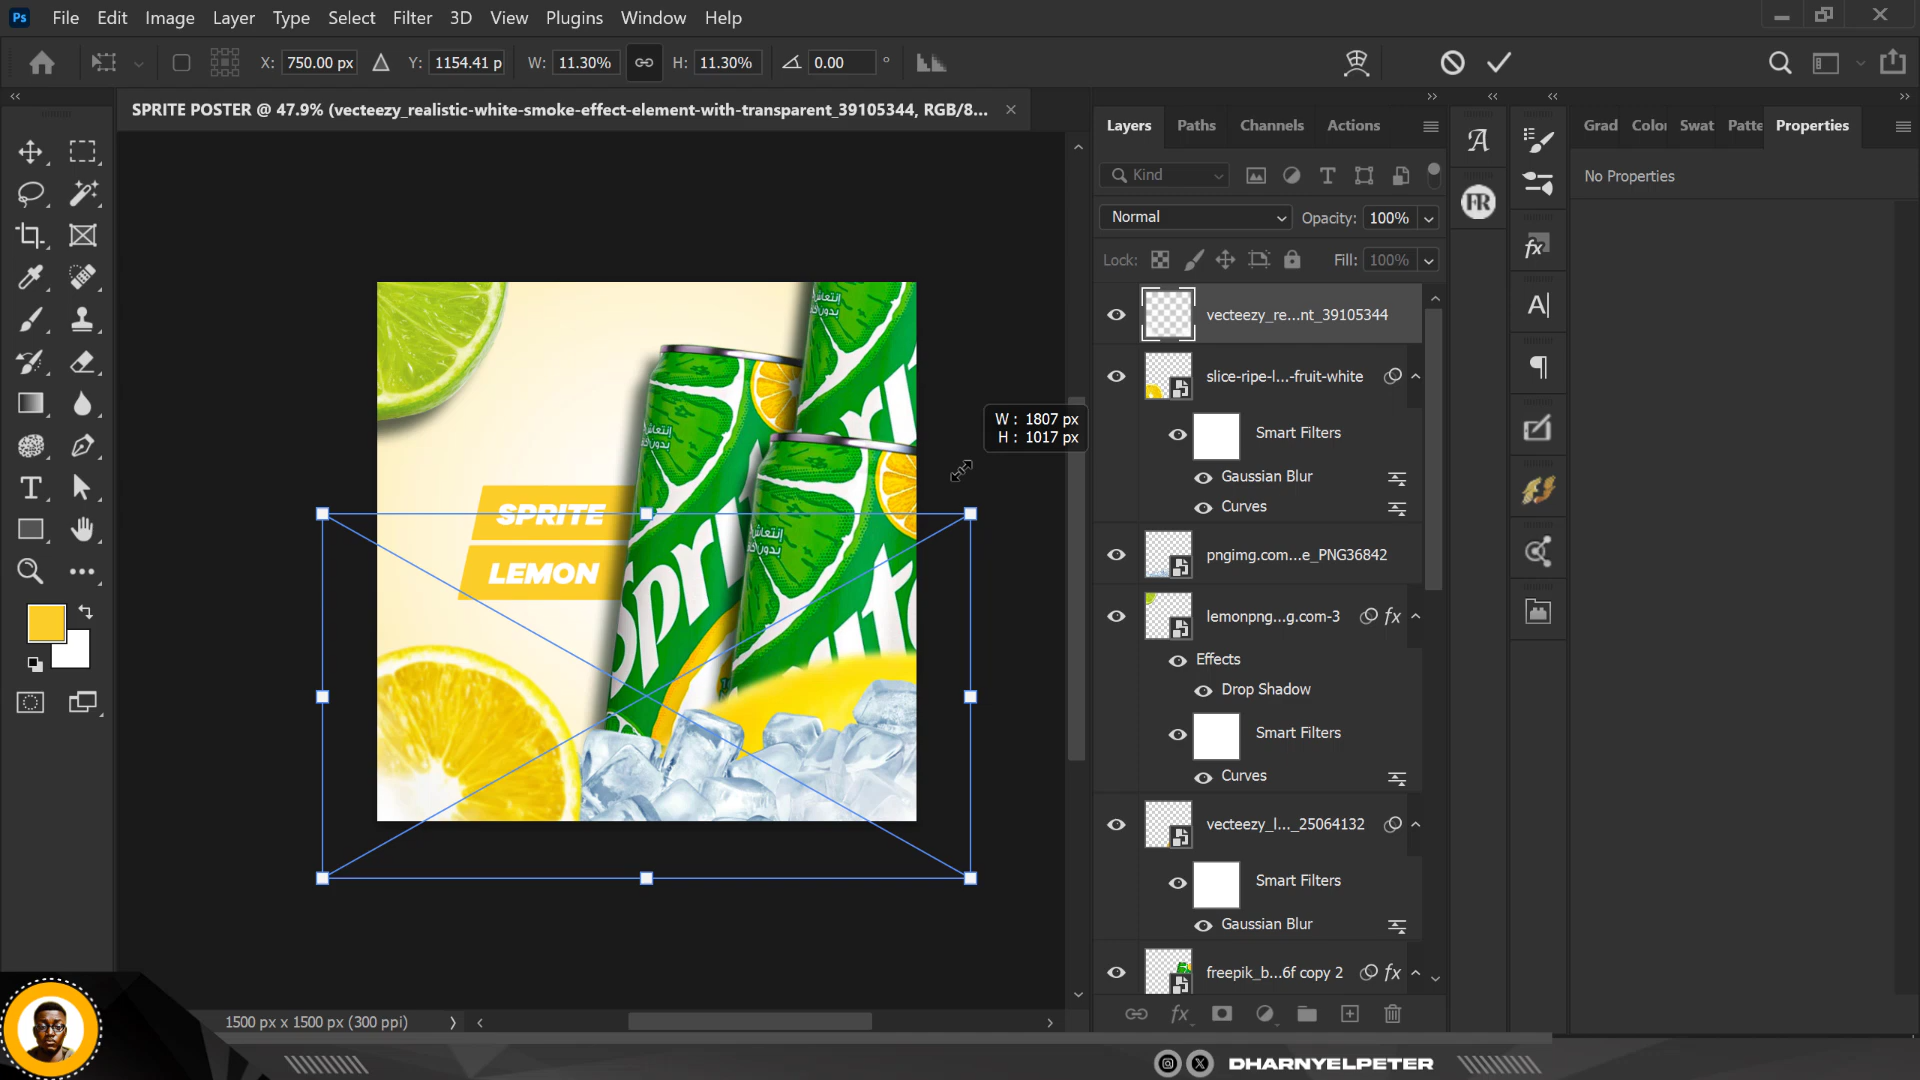 Ps File Edit Image Layer Type Select Filter 3D View Plugins Window Help
X: 750.00 px Y: 1154.41 p W: 11.30% H: 11.30% 0.00 °
SPRITE POSTER @ 47.9% (vecteezy_realistic-white-smoke-effect-element-with-transparent_39105344, RGB/8...
Layers Paths Channels Actions
Grad Color Swat Patte Properties
Kind
No Properties
Normal Opacity: 100%
Lock: Fill: 100%
vecteezy_re...nt_39105344
slice-ripe-l...-fruit-white
Smart Filters
Gaussian Blur
Curves
pngimg.com...e_PNG36842
lemonpng...g.com-3
Effects
Drop Shadow
Smart Filters
Curves
vecteezy_l..._25064132
Smart Filters
Gaussian Blur
freepik_b...6f copy 2
W : 1807 px
H : 1017 px
SPRITE
LEMON
1500 px x 1500 px (300 ppi)
DHARNYELPETER